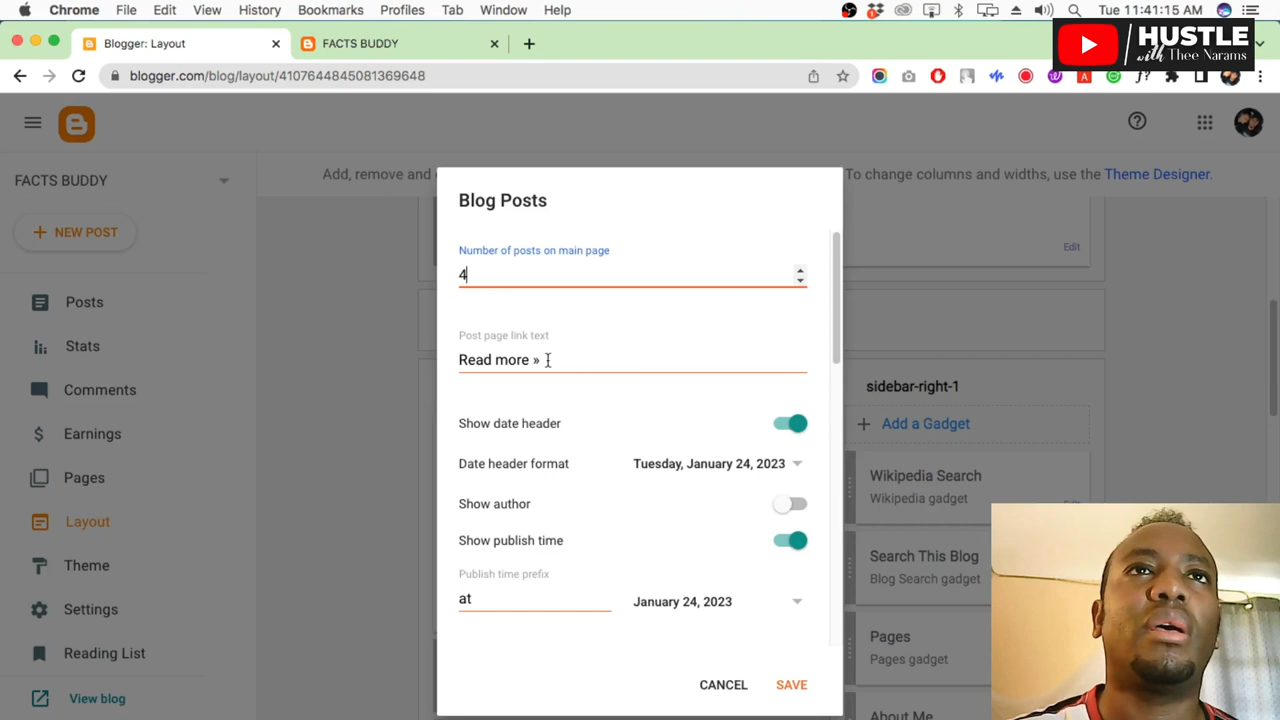 Chrome File Edit View History Bookmarks Profiles Tab Window Help Tue 11:41:15 AM
Blogger: Layout
FACTS BUDDY
HUSTLE
with Thee Narams
blogger.com/blog/layout/4107644845081369648
FACTS BUDDY
NEW POST
Posts
Stats
Comments
Earnings
Pages
Layout
Theme
Settings
Reading List
View blog
Add, remove and
To change columns and widths, use the Theme Designer.
Edit
Blog Posts
Number of posts on main page
4
Post page link text
Read more »
Show date header
Date header format Tuesday, January 24, 2023
Show author
Show publish time
Publish time prefix
at January 24, 2023
CANCEL SAVE
sidebar-right-1
Add a Gadget
Wikipedia Search
Wikipedia gadget
Search This Blog
Blog Search gadget
Pages
Pages gadget
About Me